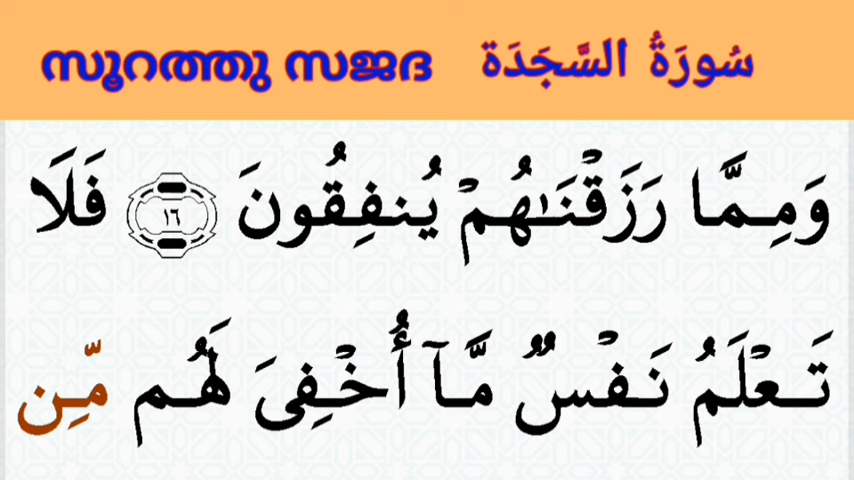 സൂറത്തു സജദ سُورَةُ السَّجَدَة
وَمِمَّا رَزَقْنَـٰهُمْ يُنفِقُونَ ١٦ فَلَا
تَعْلَمُ نَفْسٌ مَّآ أُخْفِىَ لَهُم مِّن